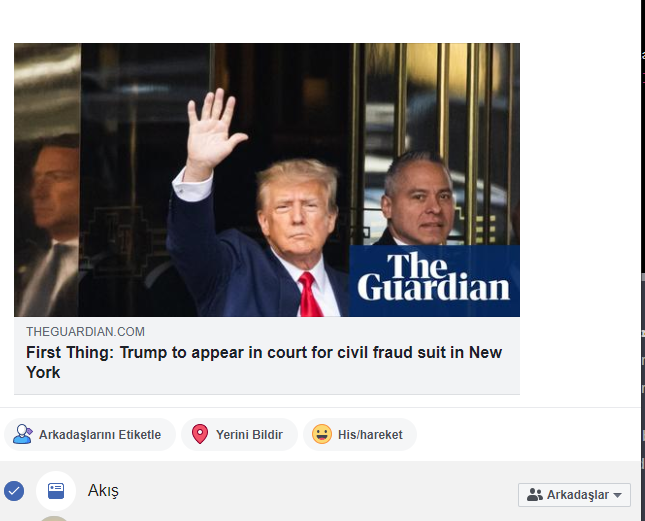 The
Guardian
THEGUARDIAN.COM
First Thing: Trump to appear in court for civil fraud suit in New
York
Arkadaşlarını Etiketle
Yerini Bildir
His/hareket
Akış
Arkadaşlar